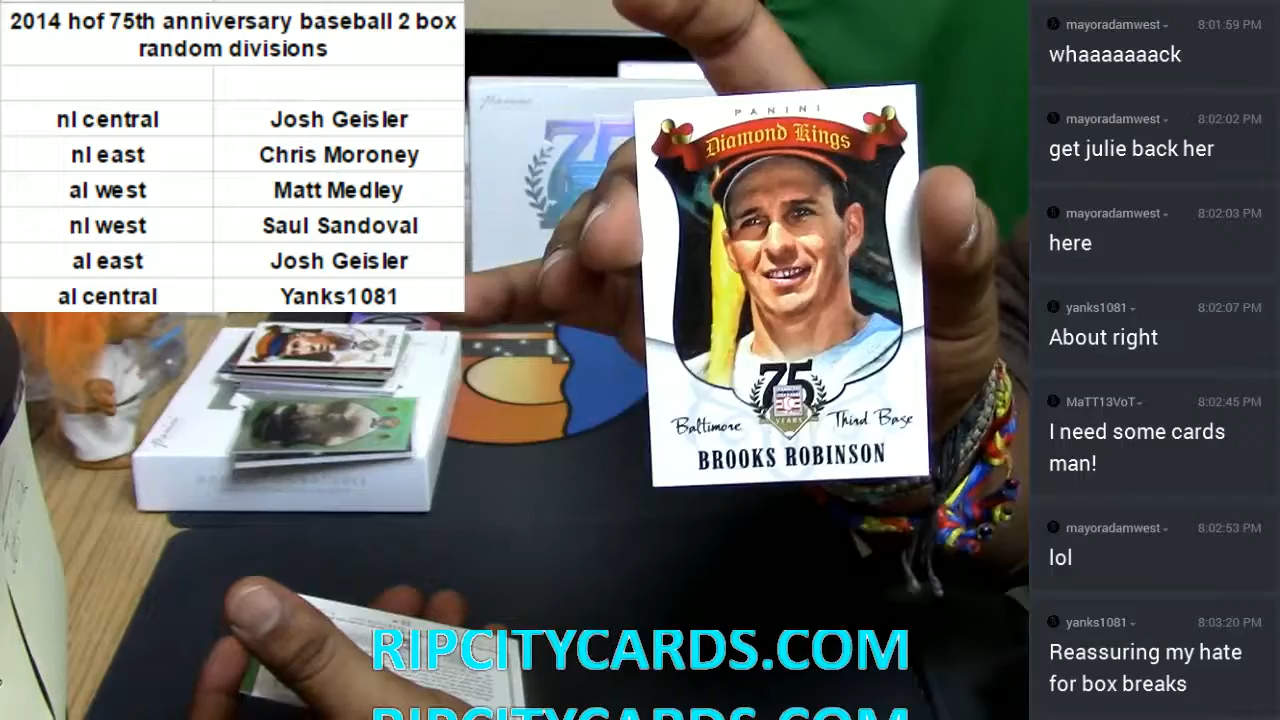 2014 hof 75th anniversary baseball 2 box
random divisions
nl central Josh Geisler
nl east Chris Moroney
al west Matt Medley
nl west Saul Sandoval
al east Josh Geisler
al central Yanks1081
Panini
75
PANINI
Diamond Kings
75
YEARS
Baltimore Third Base
BROOKS ROBINSON
RIPCITYCARDS.COM
RIPCITYCARDS.COM
mayoradamwest 8:01:59 PM
whaaaaaaack
mayoradamwest 8:02:02 PM
get julie back her
mayoradamwest 8:02:03 PM
here
yanks1081 8:02:07 PM
About right
MaTT13VoT 8:02:45 PM
I need some cards
man!
mayoradamwest 8:02:53 PM
lol
yanks1081 8:03:20 PM
Reassuring my hate
for box breaks